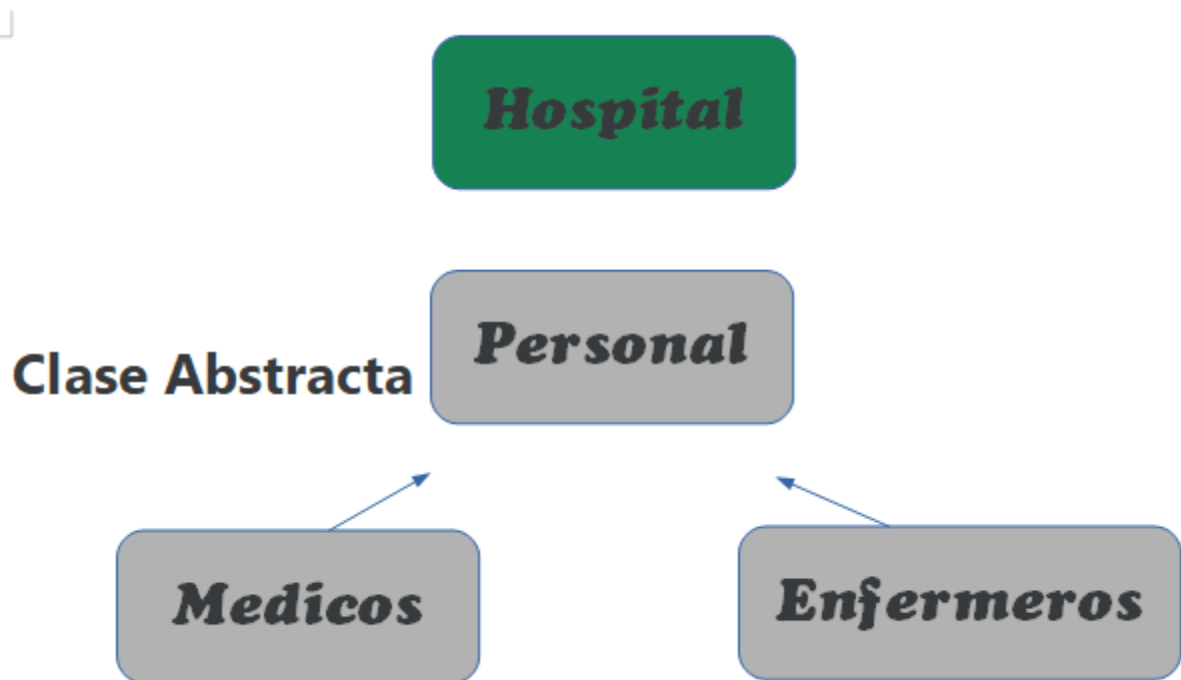 Hospital
Personal
Clase Abstracta
Medicos
Enfermeros